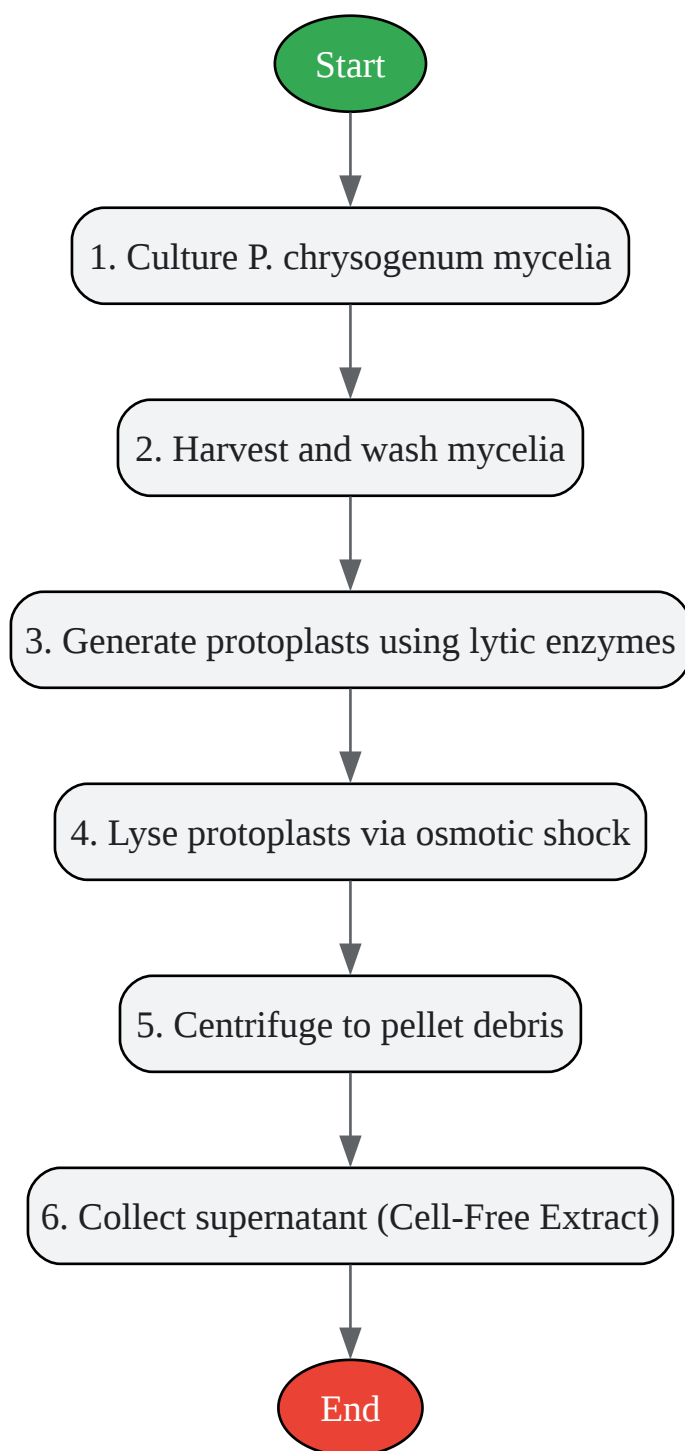 Start
1. Culture P. chrysogenum mycelia
2. Harvest and wash mycelia
3. Generate protoplasts using lytic enzymes
4. Lyse protoplasts via osmotic shock
5. Centrifuge to pellet debris
6. Collect supernatant (Cell-Free Extract)
End